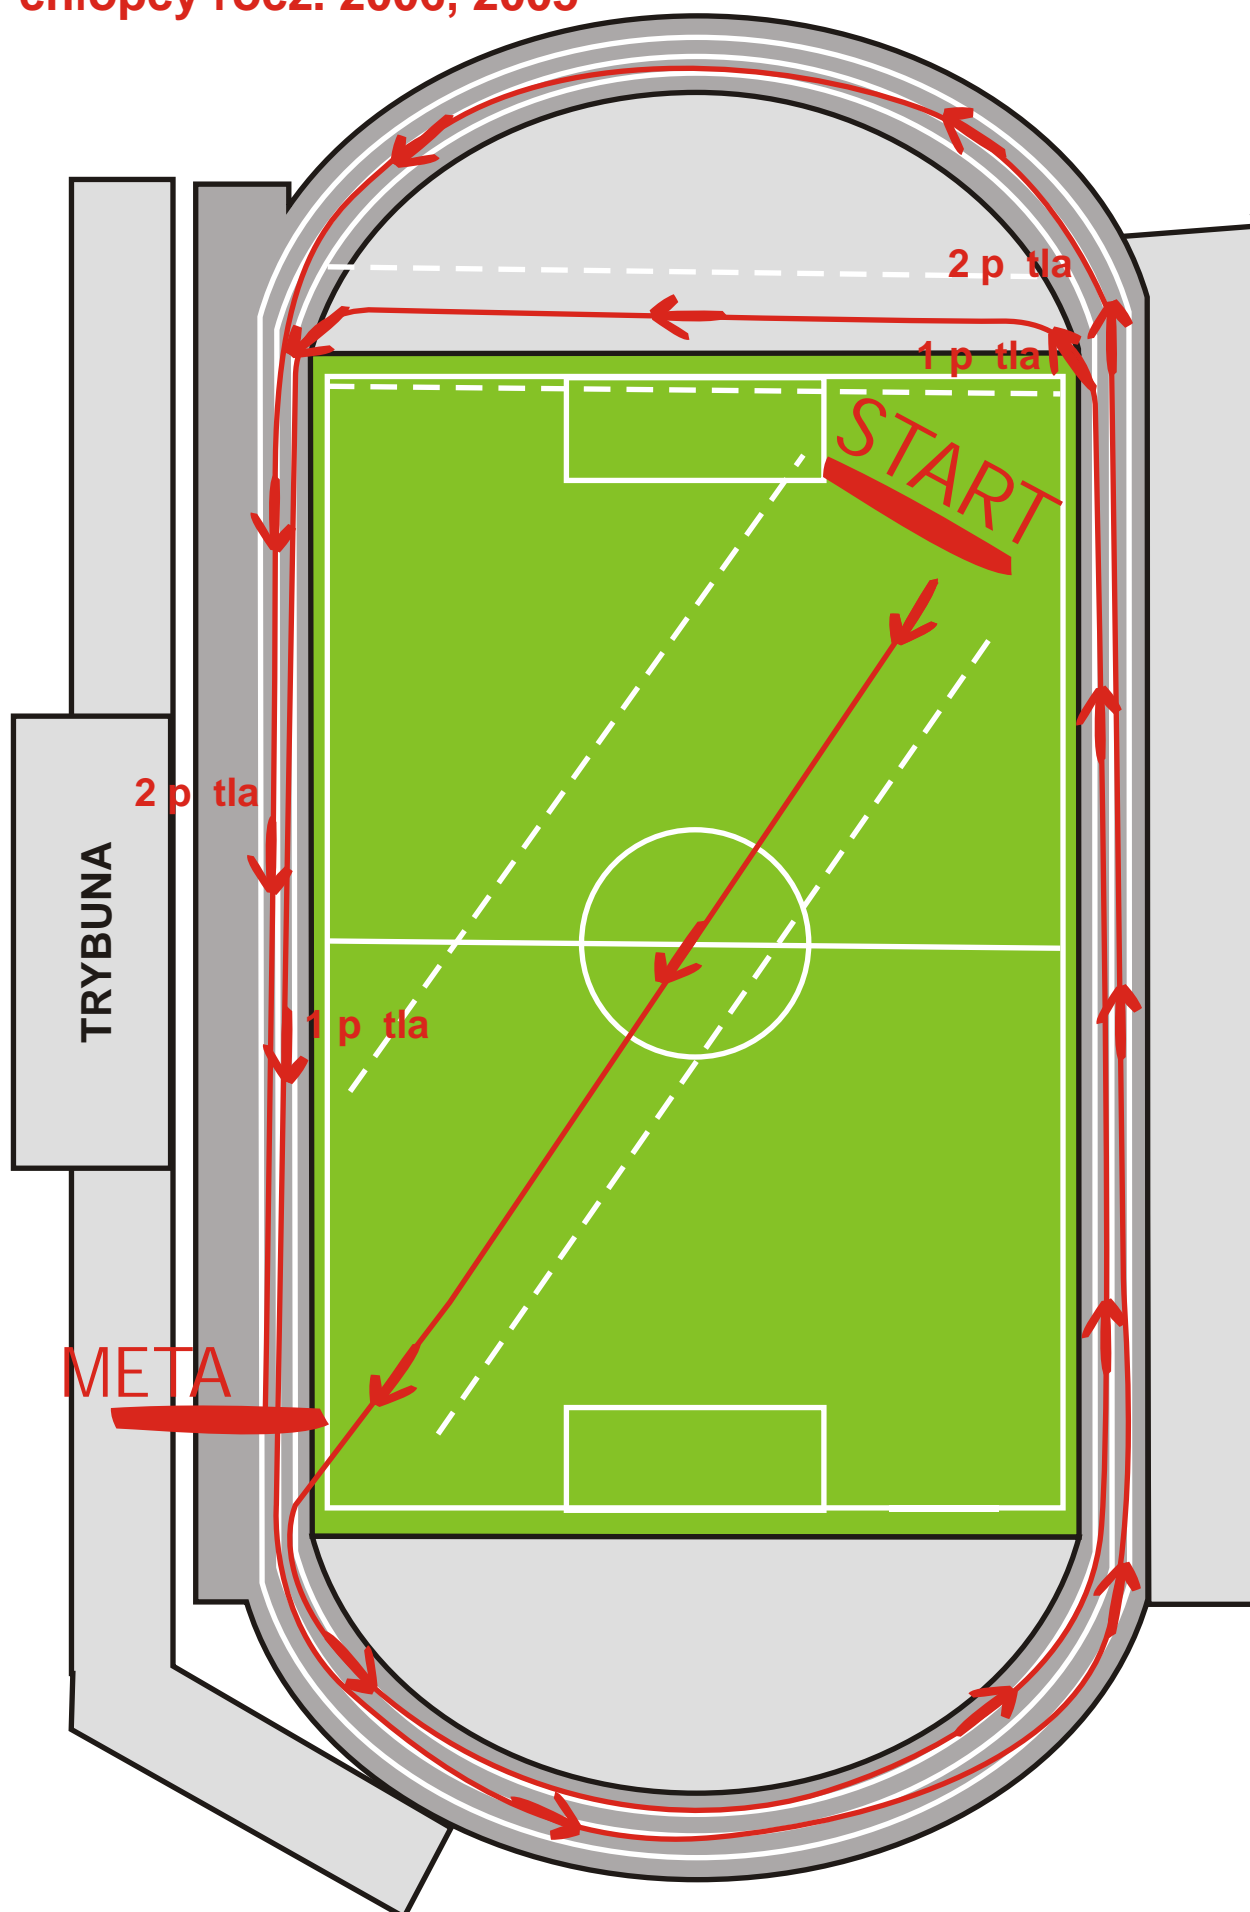 chłopcy rocz. 2006, 2005
2 p tla
1 p tla
START
2 p tla
TRYBUNA
1 p tla
META